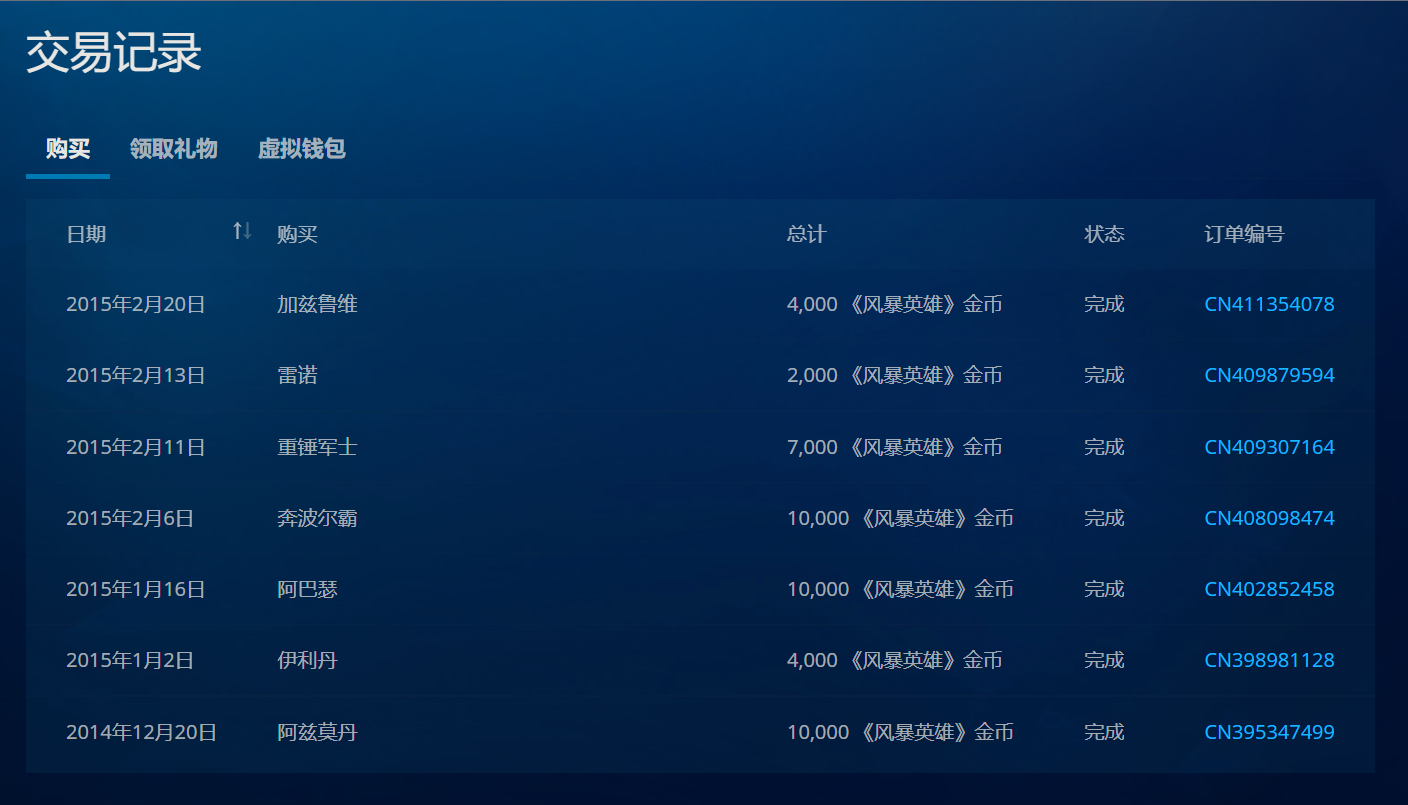 交易记录
购买 领取礼物 虚拟钱包
日期 购买 总计 状态 订单编号
2015年2月20日 加兹鲁维 4,000 《风暴英雄》金币 完成 CN411354078
2015年2月13日 雷诺 2,000 《风暴英雄》金币 完成 CN409879594
2015年2月11日 重锤军士 7,000 《风暴英雄》金币 完成 CN409307164
2015年2月6日 奔波尔霸 10,000 《风暴英雄》金币 完成 CN408098474
2015年1月16日 阿巴瑟 10,000 《风暴英雄》金币 完成 CN402852458
2015年1月2日 伊利丹 4,000 《风暴英雄》金币 完成 CN398981128
2014年12月20日 阿兹莫丹 10,000 《风暴英雄》金币 完成 CN395347499